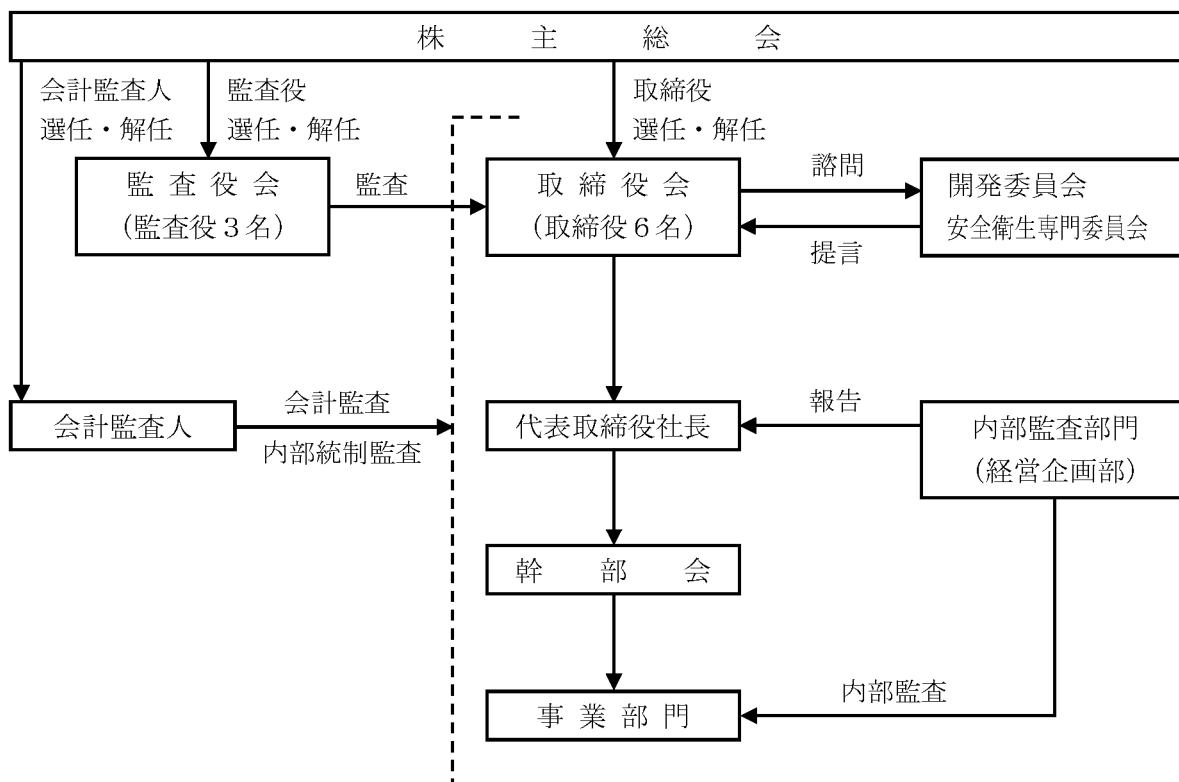 株主総会
会計監査人
選任・解任
監査役
選任・解任
取締役
選任・解任
監査役会
(監査役3名)
監査
取締役会
(取締役6名)
諮問
提言
開発委員会
安全衛生専門委員会
会計監査人
会計監査
内部統制監査
代表取締役社長
報告
内部監査部門
(経営企画部)
幹部会
内部監査
事業部門